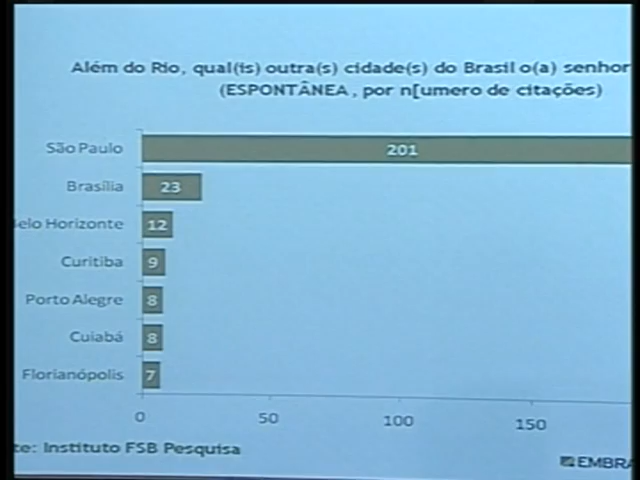 Além do Rio, qual(is) outra(s) cidade(s) do Brasil o(a) senhor
(ESPONTÂNEA, por n[umero de citações)
São Paulo 201
Brasília 23
elo Horizonte 12
Curitiba 9
Porto Alegre 8
Cuiabá 8
Florianópolis 7
0 50 100 150
te: Instituto FSB Pesquisa
EMBRA